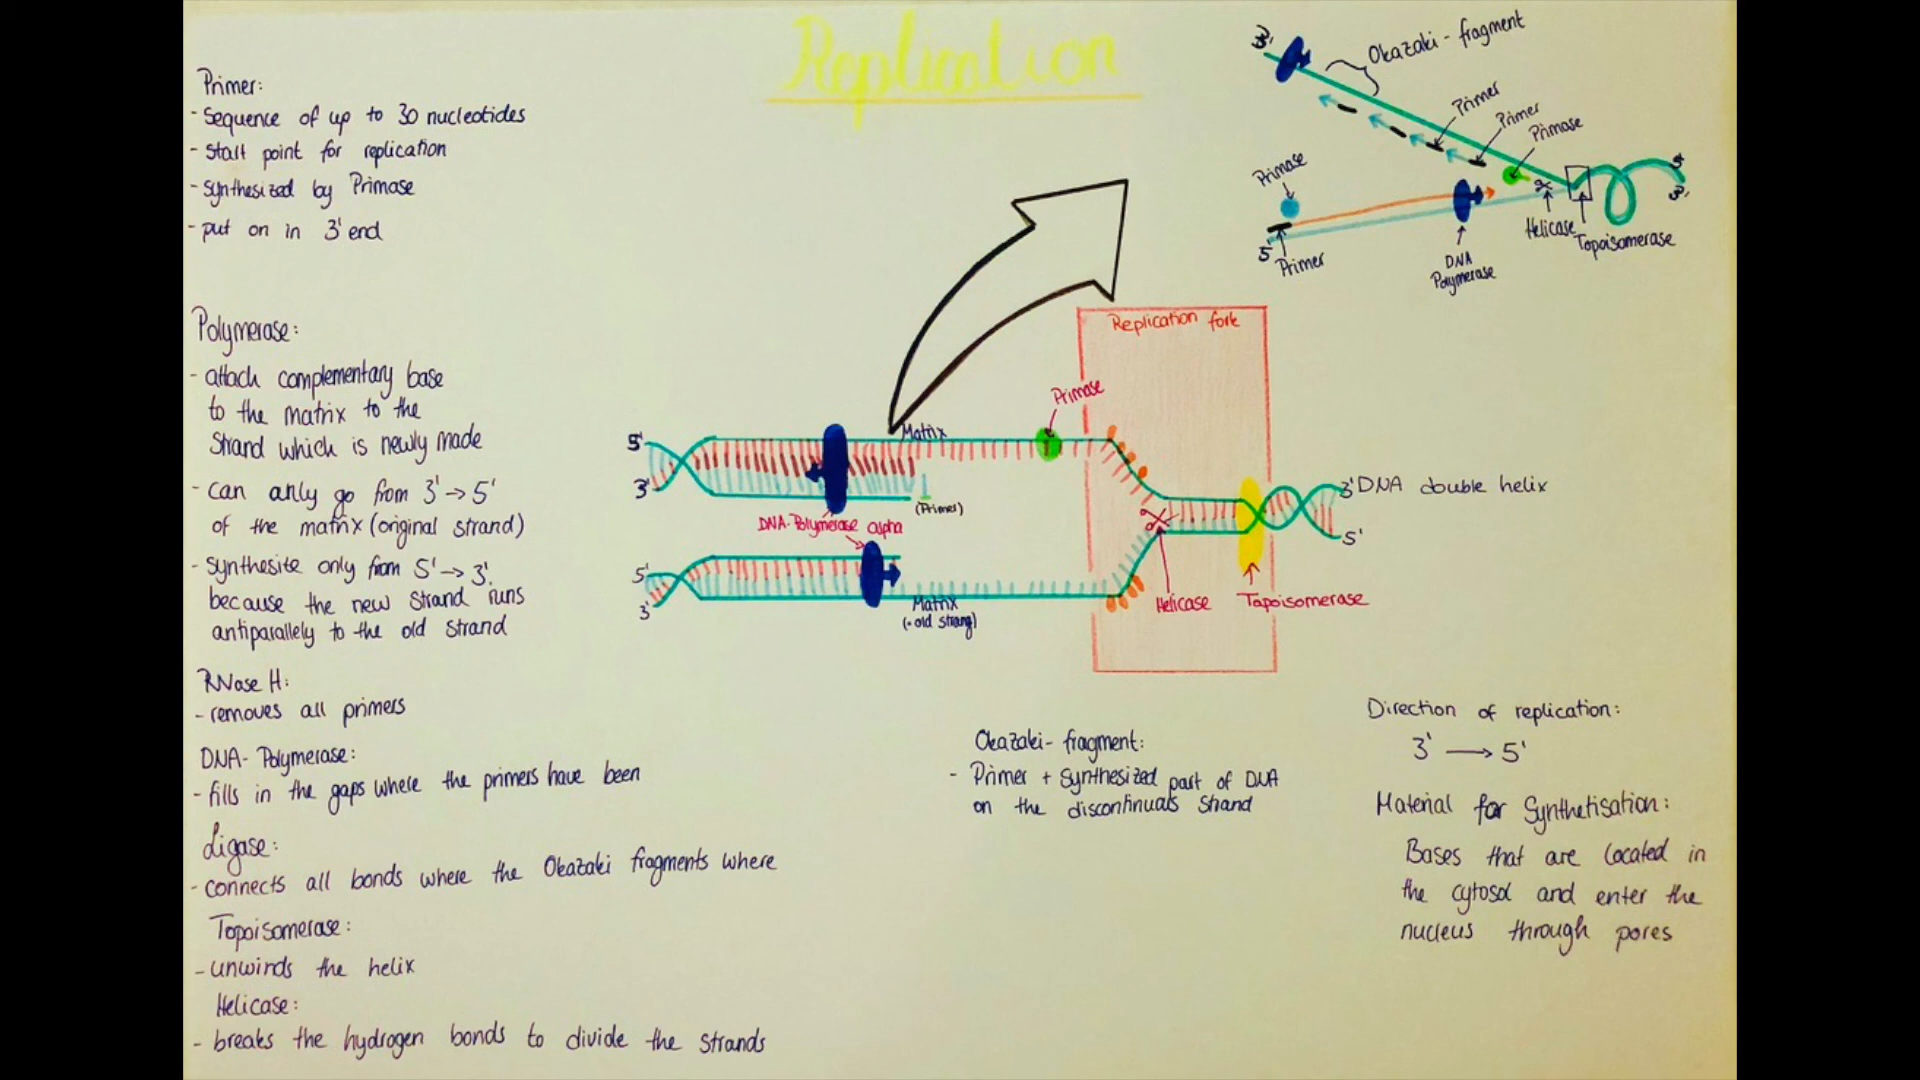 Replication
Primer:
- Sequence of up to 30 nucleotides
- start point for replication
- synthesized by Primase
- put on in 3' end
Polymerase:
- attach complementary base
to the matrix to the
strand which is newly made
- can only go from 3' → 5'
of the matrix (original strand)
- synthesite only from 5' → 3',
because the new strand runs
antiparallely to the old strand
RNase H:
- removes all primers
DNA-Polymerase:
- fills in the gaps where the primers have been
Ligase:
- connects all bonds where the Okazaki fragments where
Topoisomerase:
- unwinds the helix
Helicase:
- breaks the hydrogen bonds to divide the strands
3'
Okazaki-fragment
Primer
Primer
Primase
Primase
5'
3'
Helicase
Topoisomerase
5'
Primer
DNA
Polymerase
Replication fork
Primase
5'
Matrix
3'
(Primer)
DNA-Polymerase alpha
3' DNA double helix
5'
5'
3'
Matrix
(=old strang)
Helicase
Topoisomerase
Okazaki-fragment:
- Primer + synthesized part of DNA
on the discontinuals strand
Direction of replication:
3' → 5'
Material for Synthetisation:
Bases that are located in
the cytosol and enter the
nucleus through pores